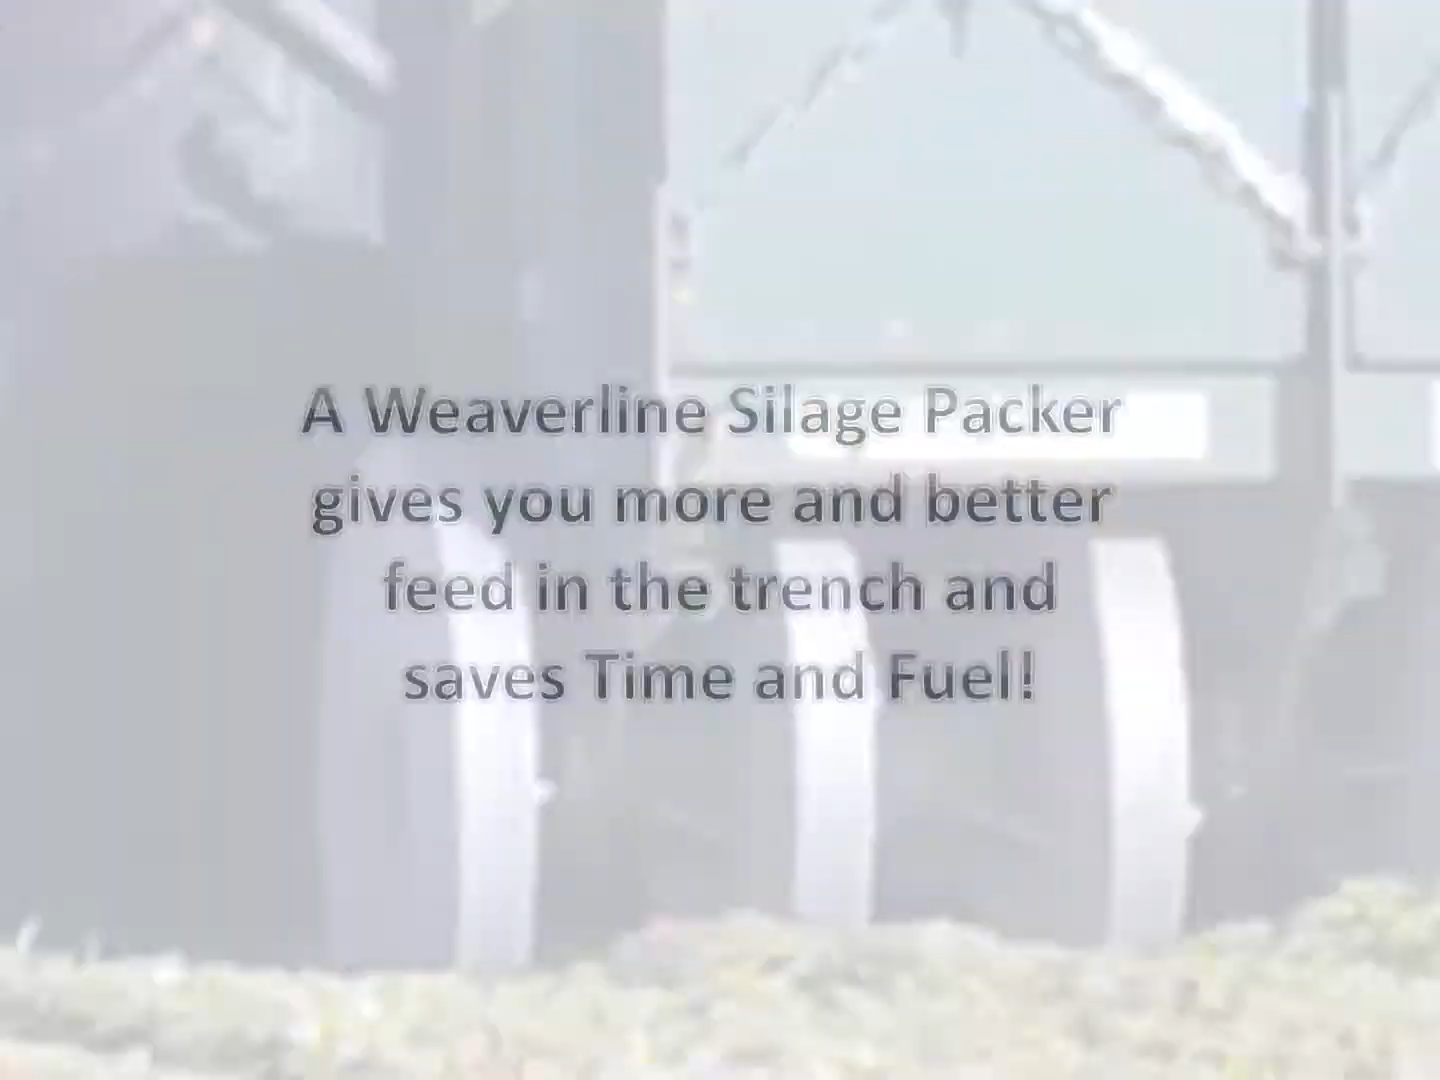 A Weaverline Silage Packer
gives you more and better
feed in the trench and
saves Time and Fuel!